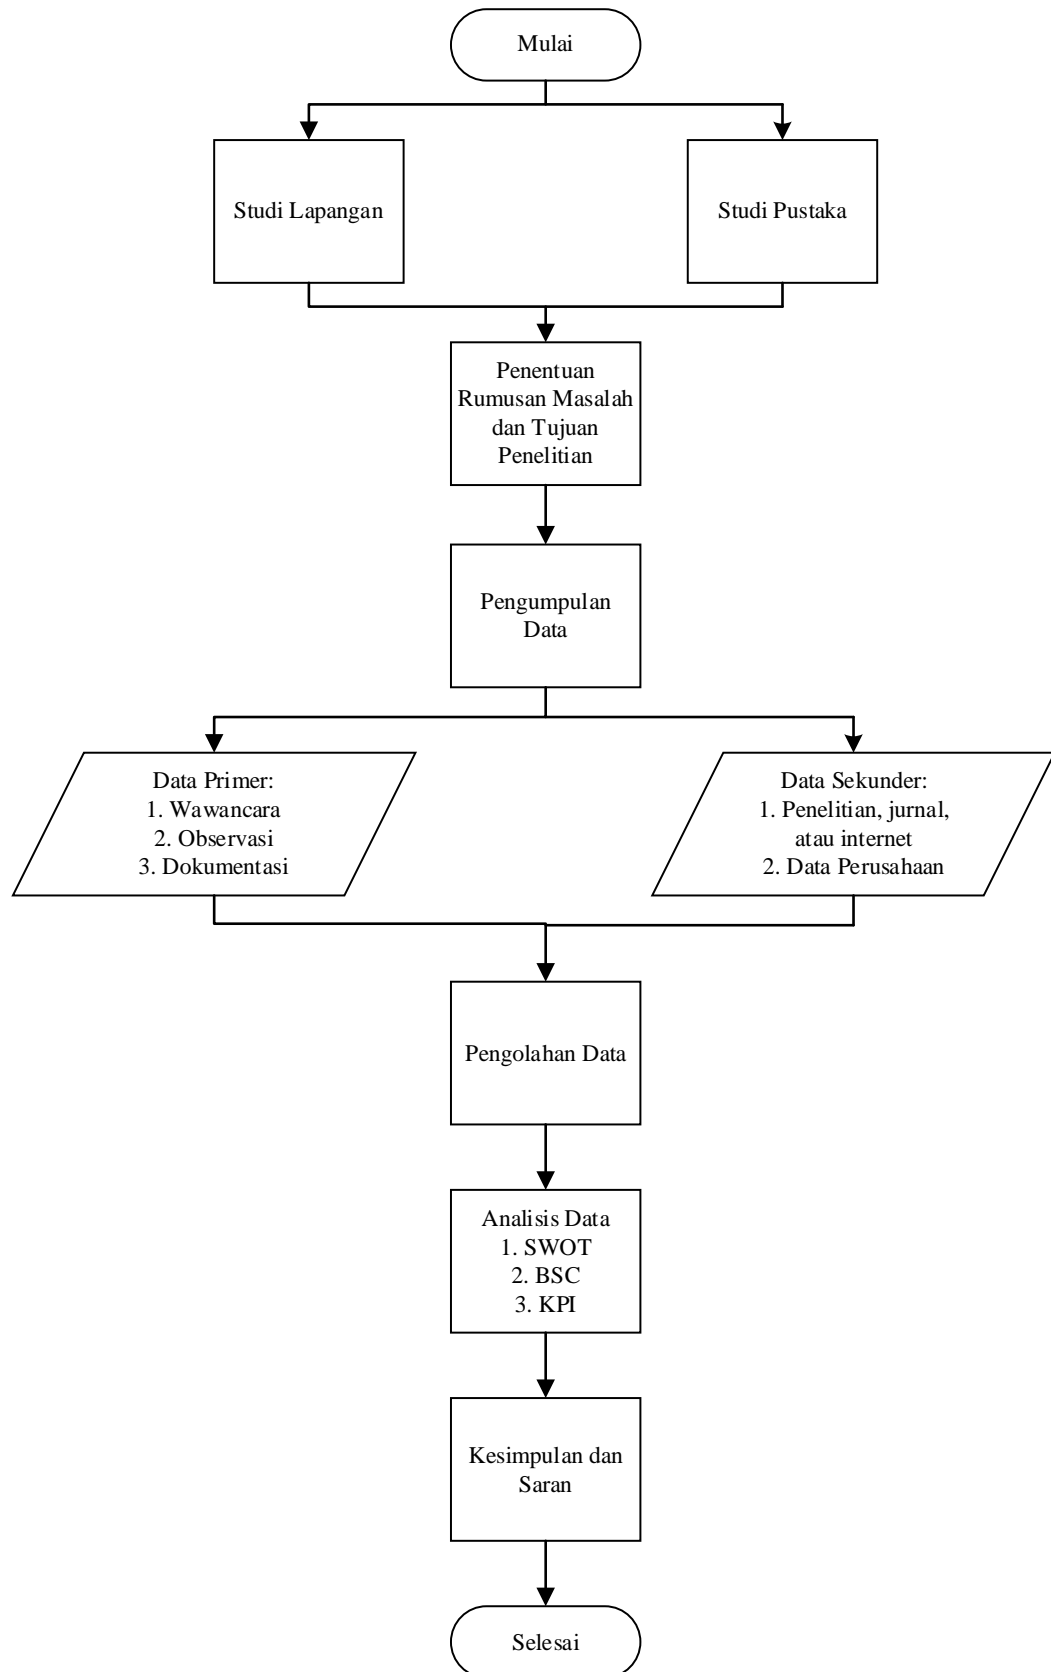 Mulai
Studi Lapangan
Studi Pustaka
Penentuan
Rumusan Masalah
dan Tujuan
Penelitian
Pengumpulan
Data
Data Primer:
1. Wawancara
2. Observasi
3. Dokumentasi
Data Sekunder:
1. Penelitian, jurnal,
atau internet
2. Data Perusahaan
Pengolahan Data
Analisis Data
1. SWOT
2. BSC
3. KPI
Kesimpulan dan
Saran
Selesai